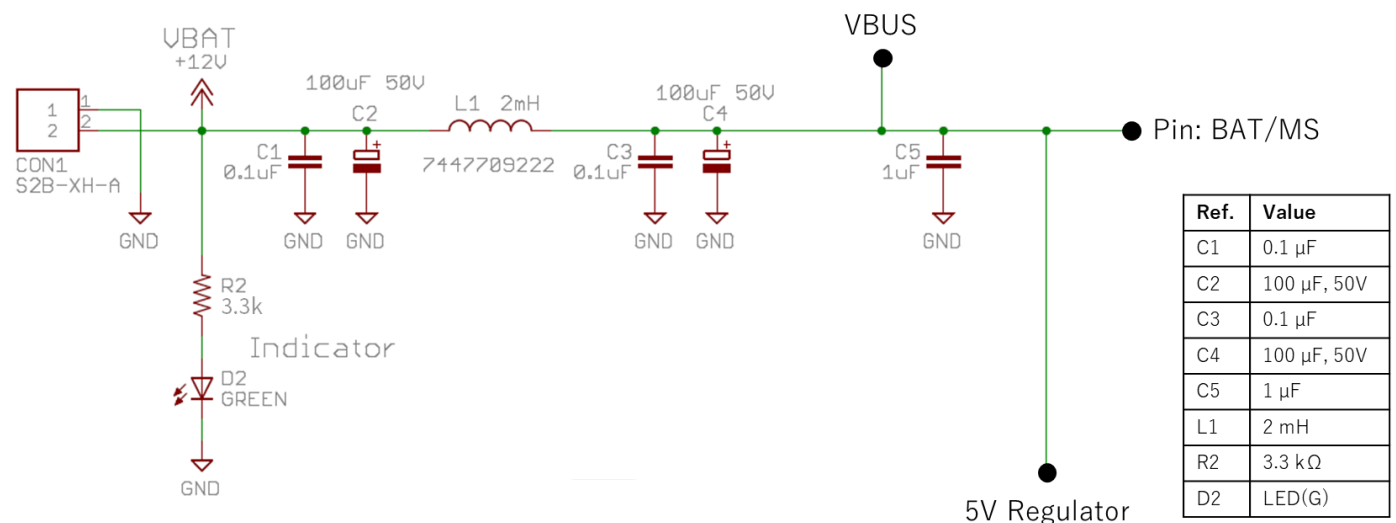 VBUS
VBAT
+12V
100uF 50V
C2
L1 2mH
7447709222
100uF 50V
C4
1
2
1
2
CON1
S2B-XH-A
C1
0.1uF
C3
0.1uF
C5
1uF
Pin: BAT/MS
GND
GND
GND
GND
GND
GND
R2
3.3k
Indicator
D2
GREEN
GND
5V Regulator
Ref. Value
C1 0.1 μF
C2 100 μF, 50V
C3 0.1 μF
C4 100 μF, 50V
C5 1 μF
L1 2 mH
R2 3.3 kΩ
D2 LED(G)